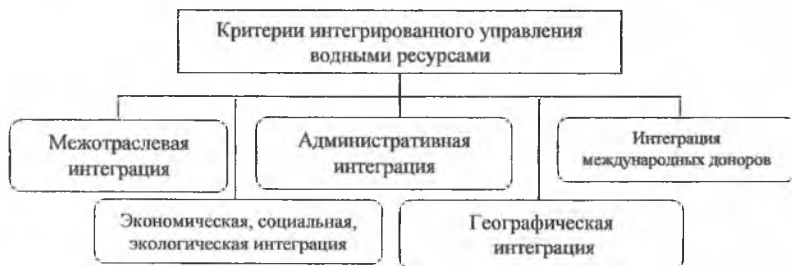 Критерии интегрированного управления
водными ресурсами
Межотраслевая
интеграция
Административная
интеграция
Интеграция
международных доноров
Экономическая, социальная,
экологическая интеграция
Географическая
интеграция